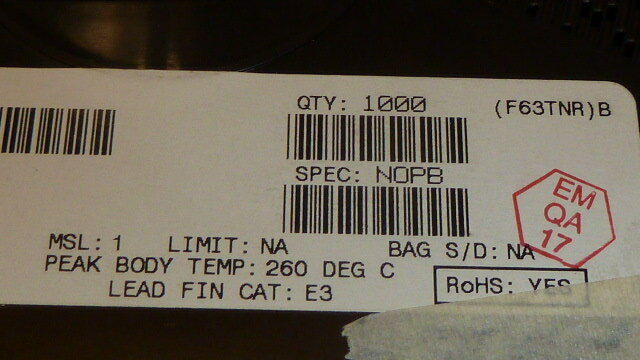 QTY: 1000 (F63TNR)B
SPEC: NOPB
EM
QA
17
MSL: 1 LIMIT: NA BAG S/D: NA
PEAK BODY TEMP: 260 DEG C
LEAD FIN CAT: E3
RoHS: YES